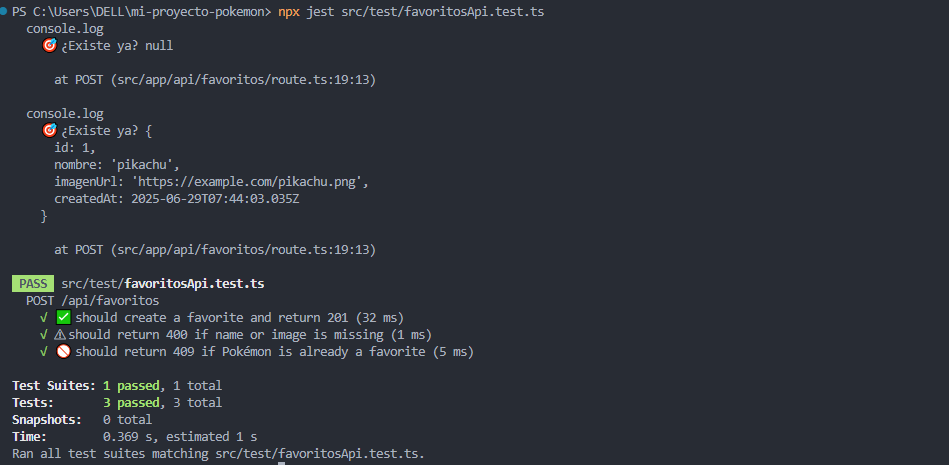 PS C:\Users\DELL\mi-proyecto-pokemon> npx jest src/test/favoritosApi.test.ts
console.log
🎯 ¿Existe ya? null
at POST (src/app/api/favoritos/route.ts:19:13)
console.log
🎯 ¿Existe ya? {
id: 1,
nombre: 'pikachu',
imagenUrl: 'https://example.com/pikachu.png',
createdAt: 2025-06-29T07:44:03.035Z
}
at POST (src/app/api/favoritos/route.ts:19:13)
PASS src/test/favoritosApi.test.ts
POST /api/favoritos
√ ✅ should create a favorite and return 201 (32 ms)
√ ⚠️should return 400 if name or image is missing (1 ms)
√ 🚫 should return 409 if Pokémon is already a favorite (5 ms)
Test Suites: 1 passed, 1 total
Tests: 3 passed, 3 total
Snapshots: 0 total
Time: 0.369 s, estimated 1 s
Ran all test suites matching src/test/favoritosApi.test.ts.